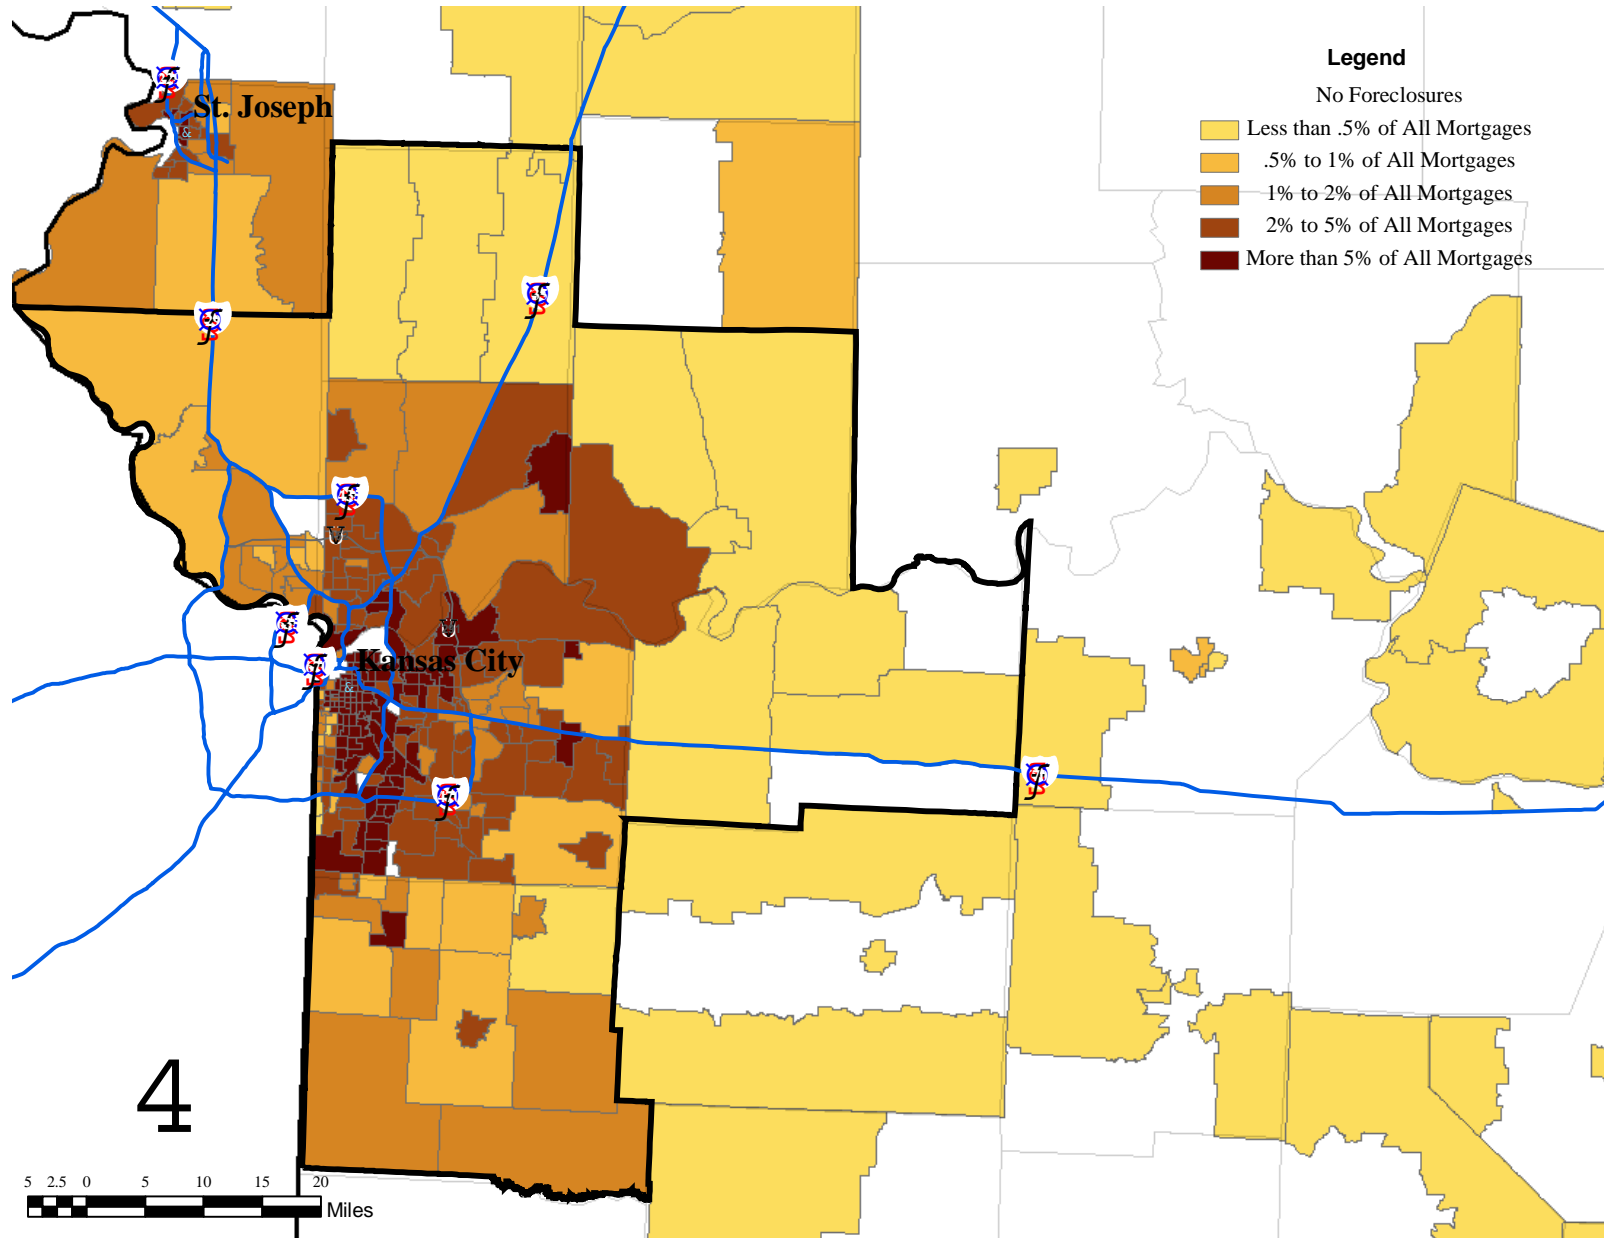 Legend
No Foreclosures
St. Joseph
Less than .5% of All Mortgages
.5% to 1% of All Mortgages
1% to 2% of All Mortgages
2% to 5% of All Mortgages
More than 5% of All Mortgages
Kansas City
4
5 2.5 0 5 10 15 20
Miles